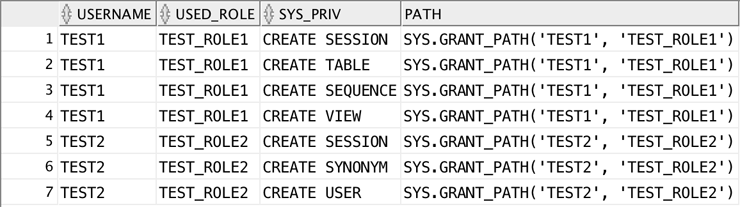 USERNAME USED_ROLE SYS_PRIV PATH
1 TEST1 TEST_ROLE1 CREATE SESSION SYS.GRANT_PATH('TEST1', 'TEST_ROLE1')
2 TEST1 TEST_ROLE1 CREATE TABLE SYS.GRANT_PATH('TEST1', 'TEST_ROLE1')
3 TEST1 TEST_ROLE1 CREATE SEQUENCE SYS.GRANT_PATH('TEST1', 'TEST_ROLE1')
4 TEST1 TEST_ROLE1 CREATE VIEW SYS.GRANT_PATH('TEST1', 'TEST_ROLE1')
5 TEST2 TEST_ROLE2 CREATE SESSION SYS.GRANT_PATH('TEST2', 'TEST_ROLE2')
6 TEST2 TEST_ROLE2 CREATE SYNONYM SYS.GRANT_PATH('TEST2', 'TEST_ROLE2')
7 TEST2 TEST_ROLE2 CREATE USER SYS.GRANT_PATH('TEST2', 'TEST_ROLE2')